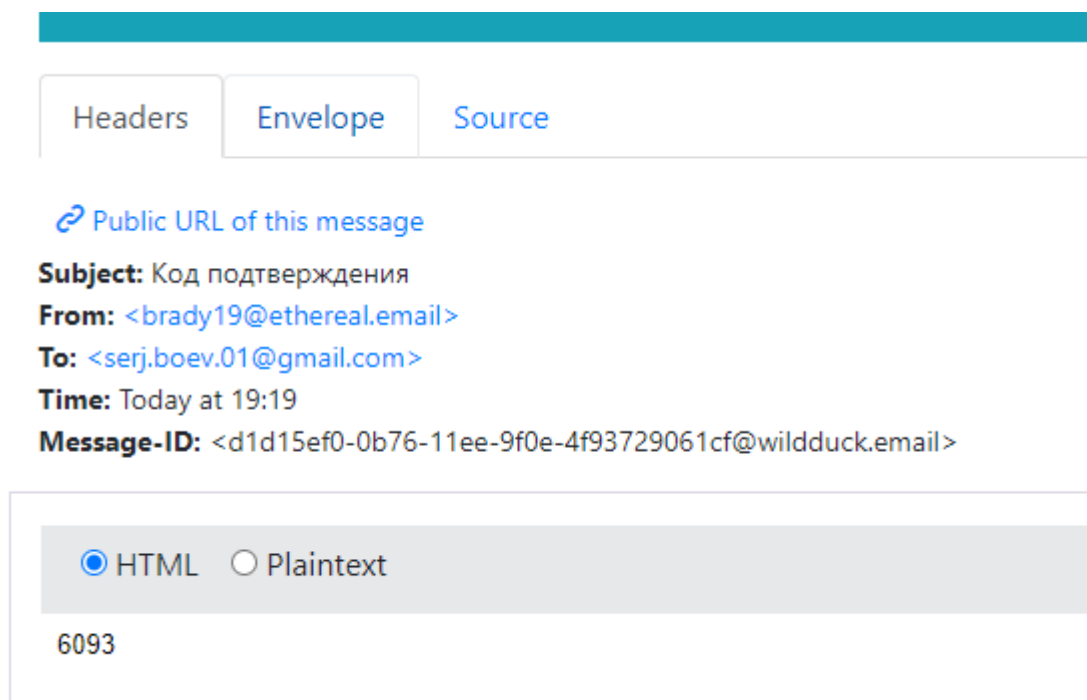 Headers Envelope Source
Public URL of this message
Subject: Код подтверждения
From: <brady19@ethereal.email>
To: <serj.boev.01@gmail.com>
Time: Today at 19:19
Message-ID: <d1d15ef0-0b76-11ee-9f0e-4f93729061cf@wildduck.email>
HTML Plaintext
6093